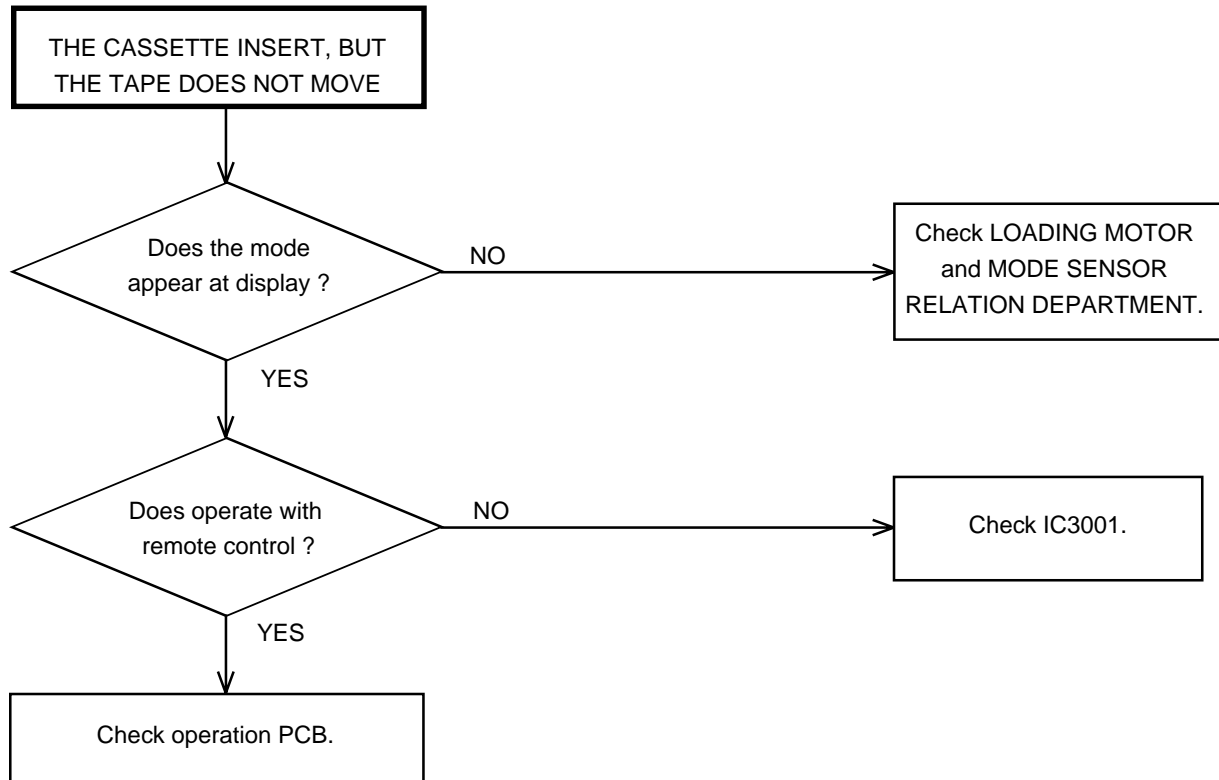 THE CASSETTE INSERT, BUT
THE TAPE DOES NOT MOVE
Does the mode
appear at display ?
NO
Check LOADING MOTOR
and MODE SENSOR
RELATION DEPARTMENT.
YES
Does operate with
remote control ?
NO
Check IC3001.
YES
Check operation PCB.